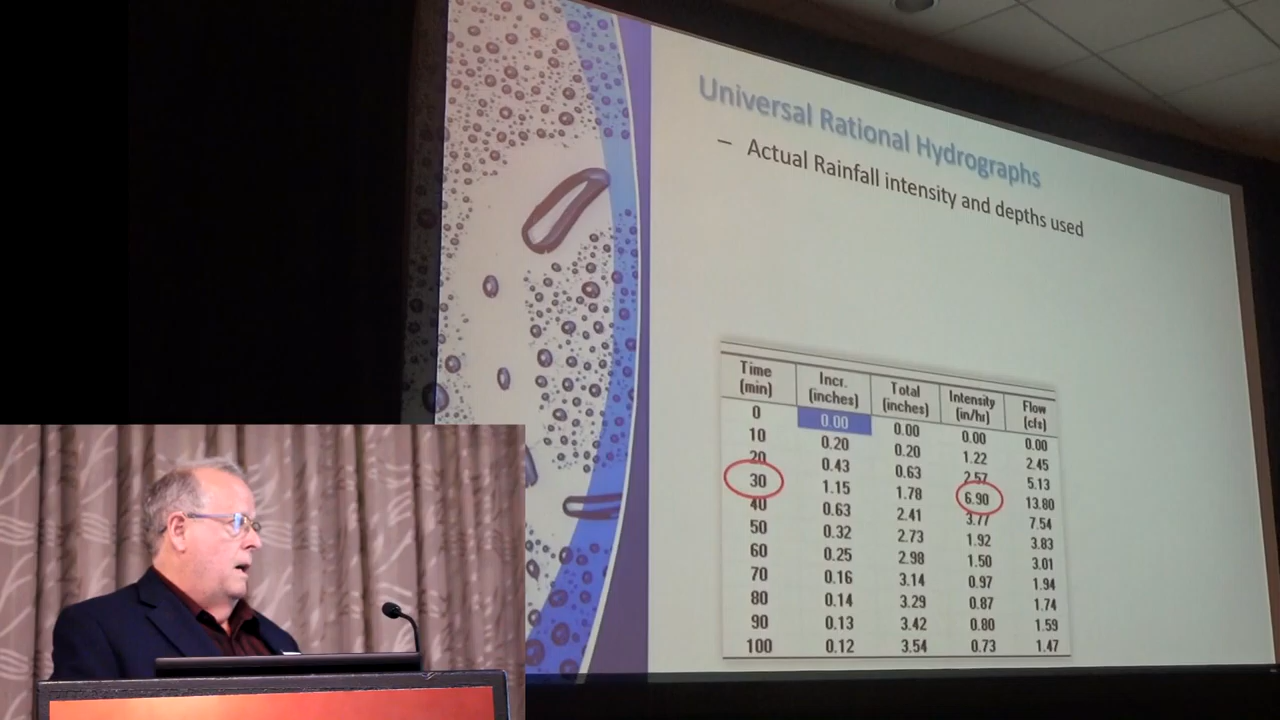 Universal Rational Hydrographs
– Actual Rainfall intensity and depths used
Time (min) Incr. (inches) Total (inches) Intensity (in/hr) Flow (cfs)
0 0.00 0.00 0.00 0.00
10 0.20 0.20 1.22 2.45
20 0.43 0.63 2.57 5.13
30 1.15 1.78 6.90 13.80
40 0.63 2.41 3.77 7.54
50 0.32 2.73 1.92 3.83
60 0.25 2.98 1.50 3.01
70 0.16 3.14 0.97 1.94
80 0.14 3.29 0.87 1.74
90 0.13 3.42 0.80 1.59
100 0.12 3.54 0.73 1.47